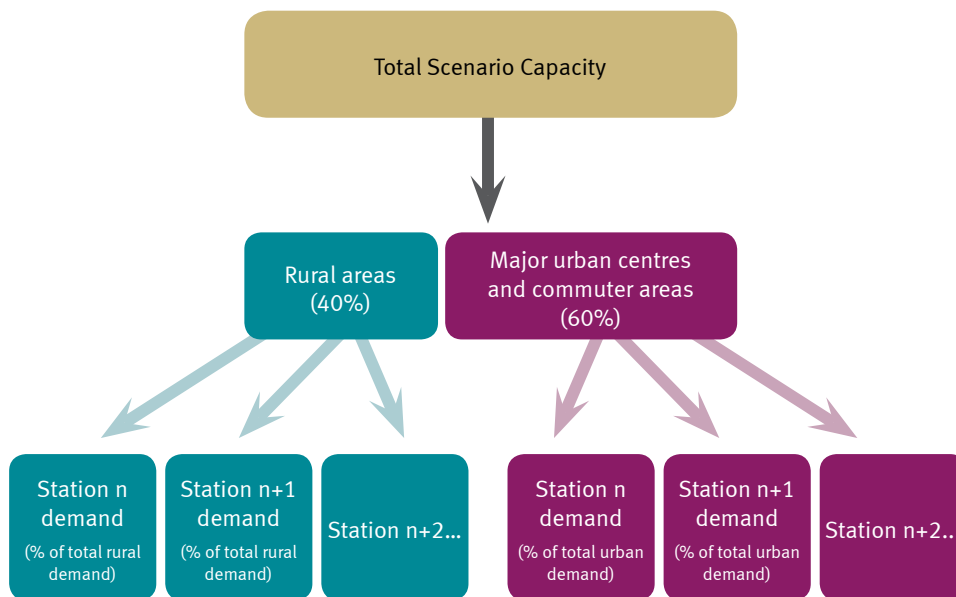 Total Scenario Capacity
Rural areas
(40%)
Major urban centres
and commuter areas
(60%)
Station n
demand
(% of total rural
demand)
Station n+1
demand
(% of total rural
demand)
Station n+2...
Station n
demand
(% of total urban
demand)
Station n+1
demand
(% of total urban
demand)
Station n+2..